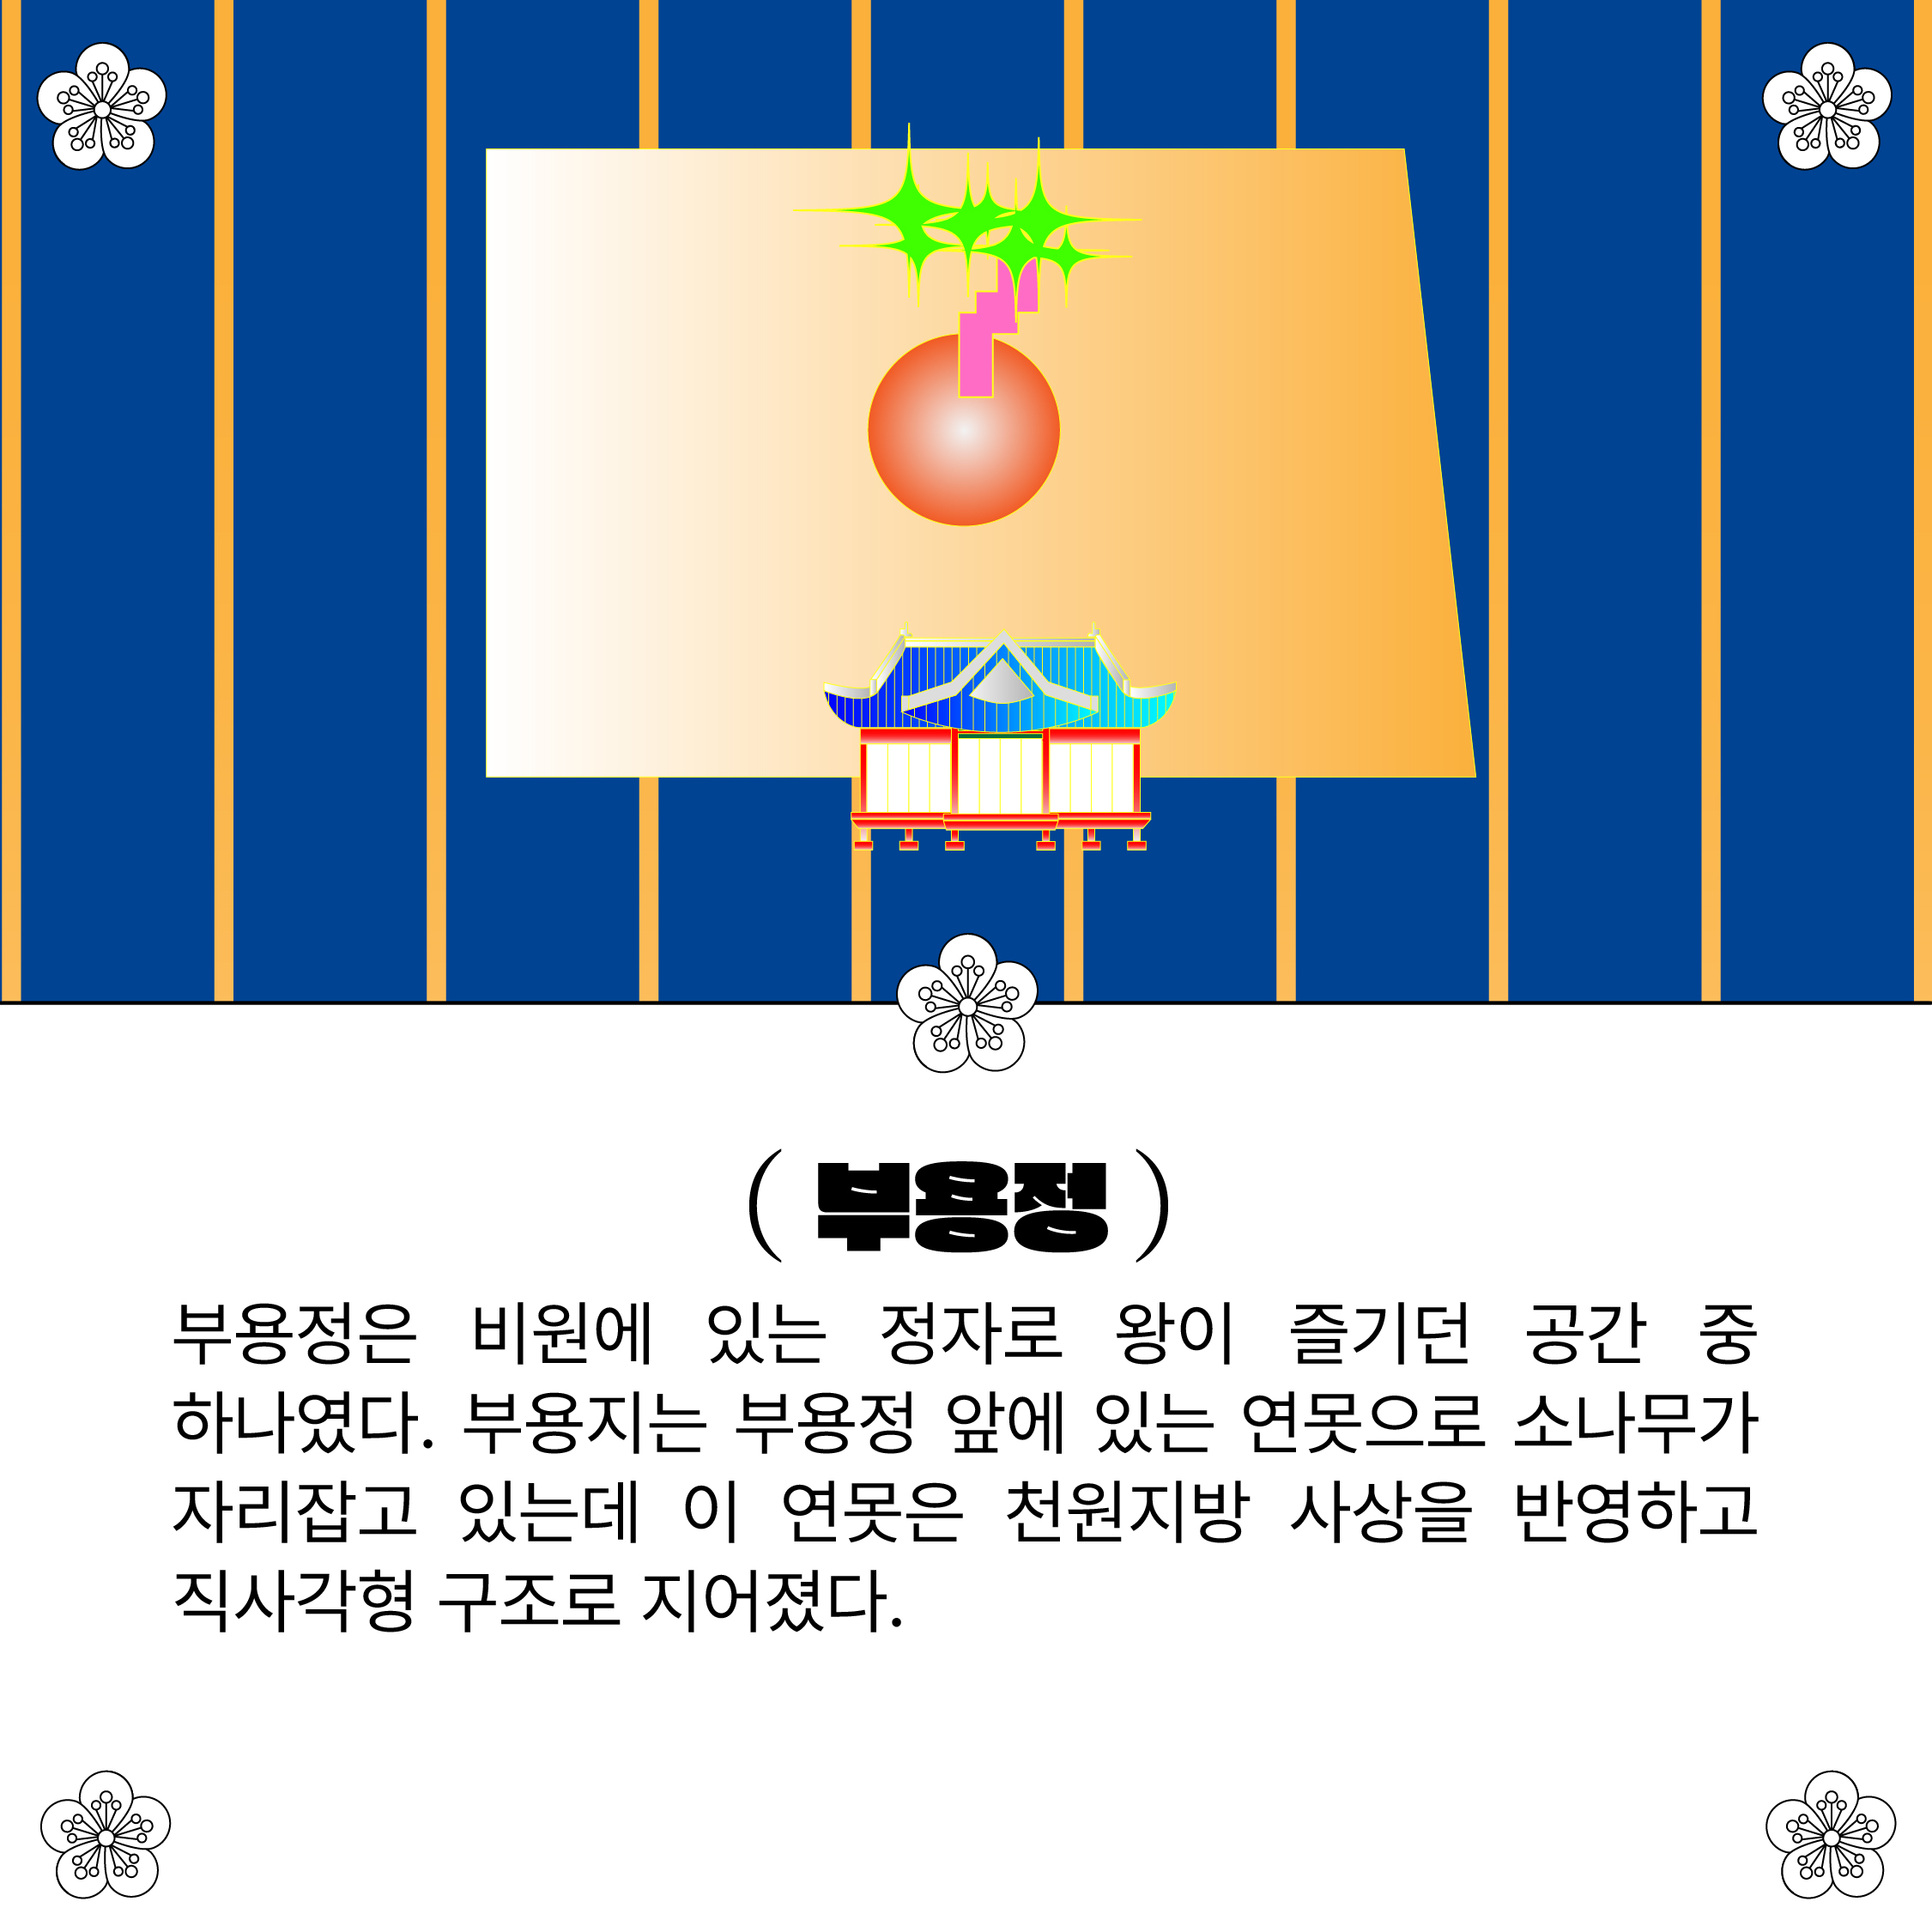 ( 부용정 )
부용정은 비원에 있는 정자로 왕이 즐기던 공간 중
하나였다. 부용지는 부용정 앞에 있는 연못으로 소나무가
자리잡고 있는데 이 연못은 천원지방 사상을 반영하고
직사각형 구조로 지어졌다.